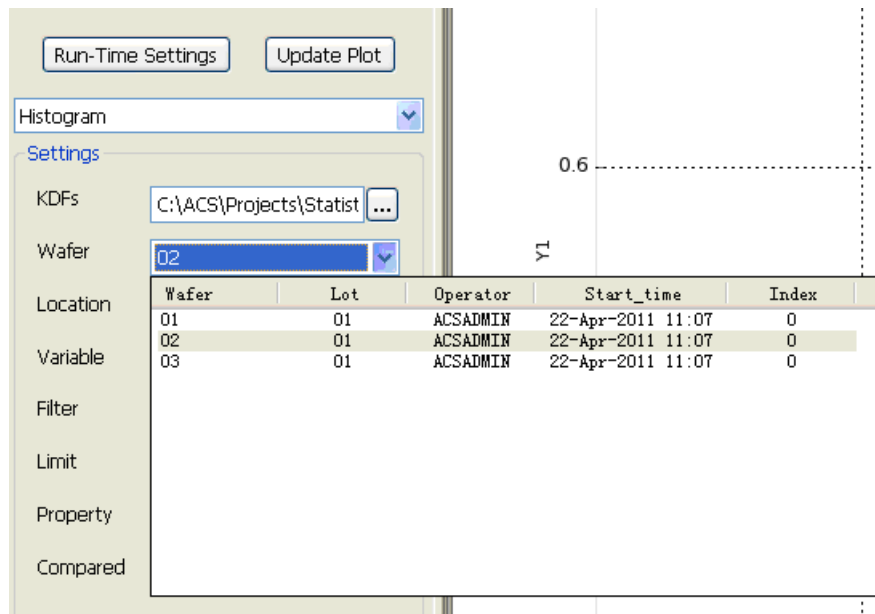 Run-Time Settings Update Plot
Histogram
Settings
KDFs C:\ACS\Projects\Statist ...
Wafer 02
Location
Variable
Filter
Limit
Property
Compared
Wafer Lot Operator Start_time Index
01 01 ACSADMIN 22-Apr-2011 11:07 0
02 01 ACSADMIN 22-Apr-2011 11:07 0
03 01 ACSADMIN 22-Apr-2011 11:07 0
0.6
Y1